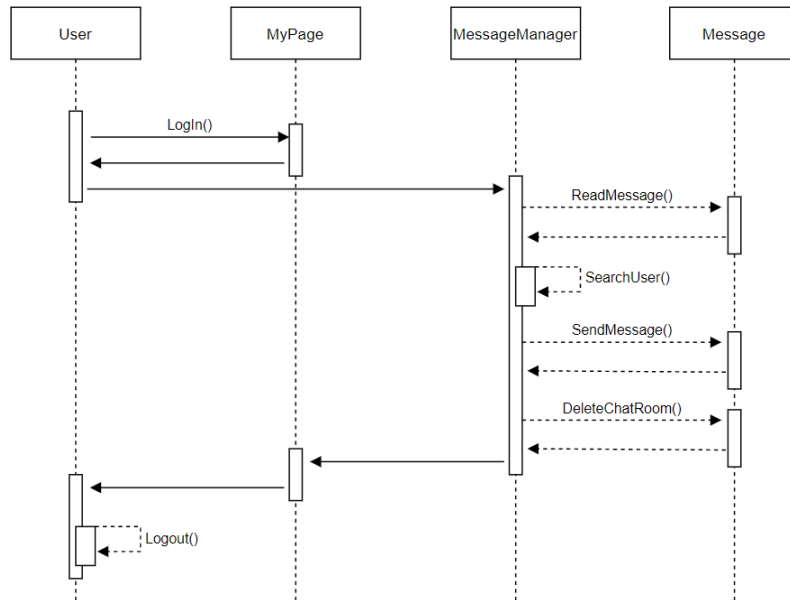 User
MyPage
MessageManager
Message
LogIn()
ReadMessage()
SearchUser()
SendMessage()
DeleteChatRoom()
Logout()